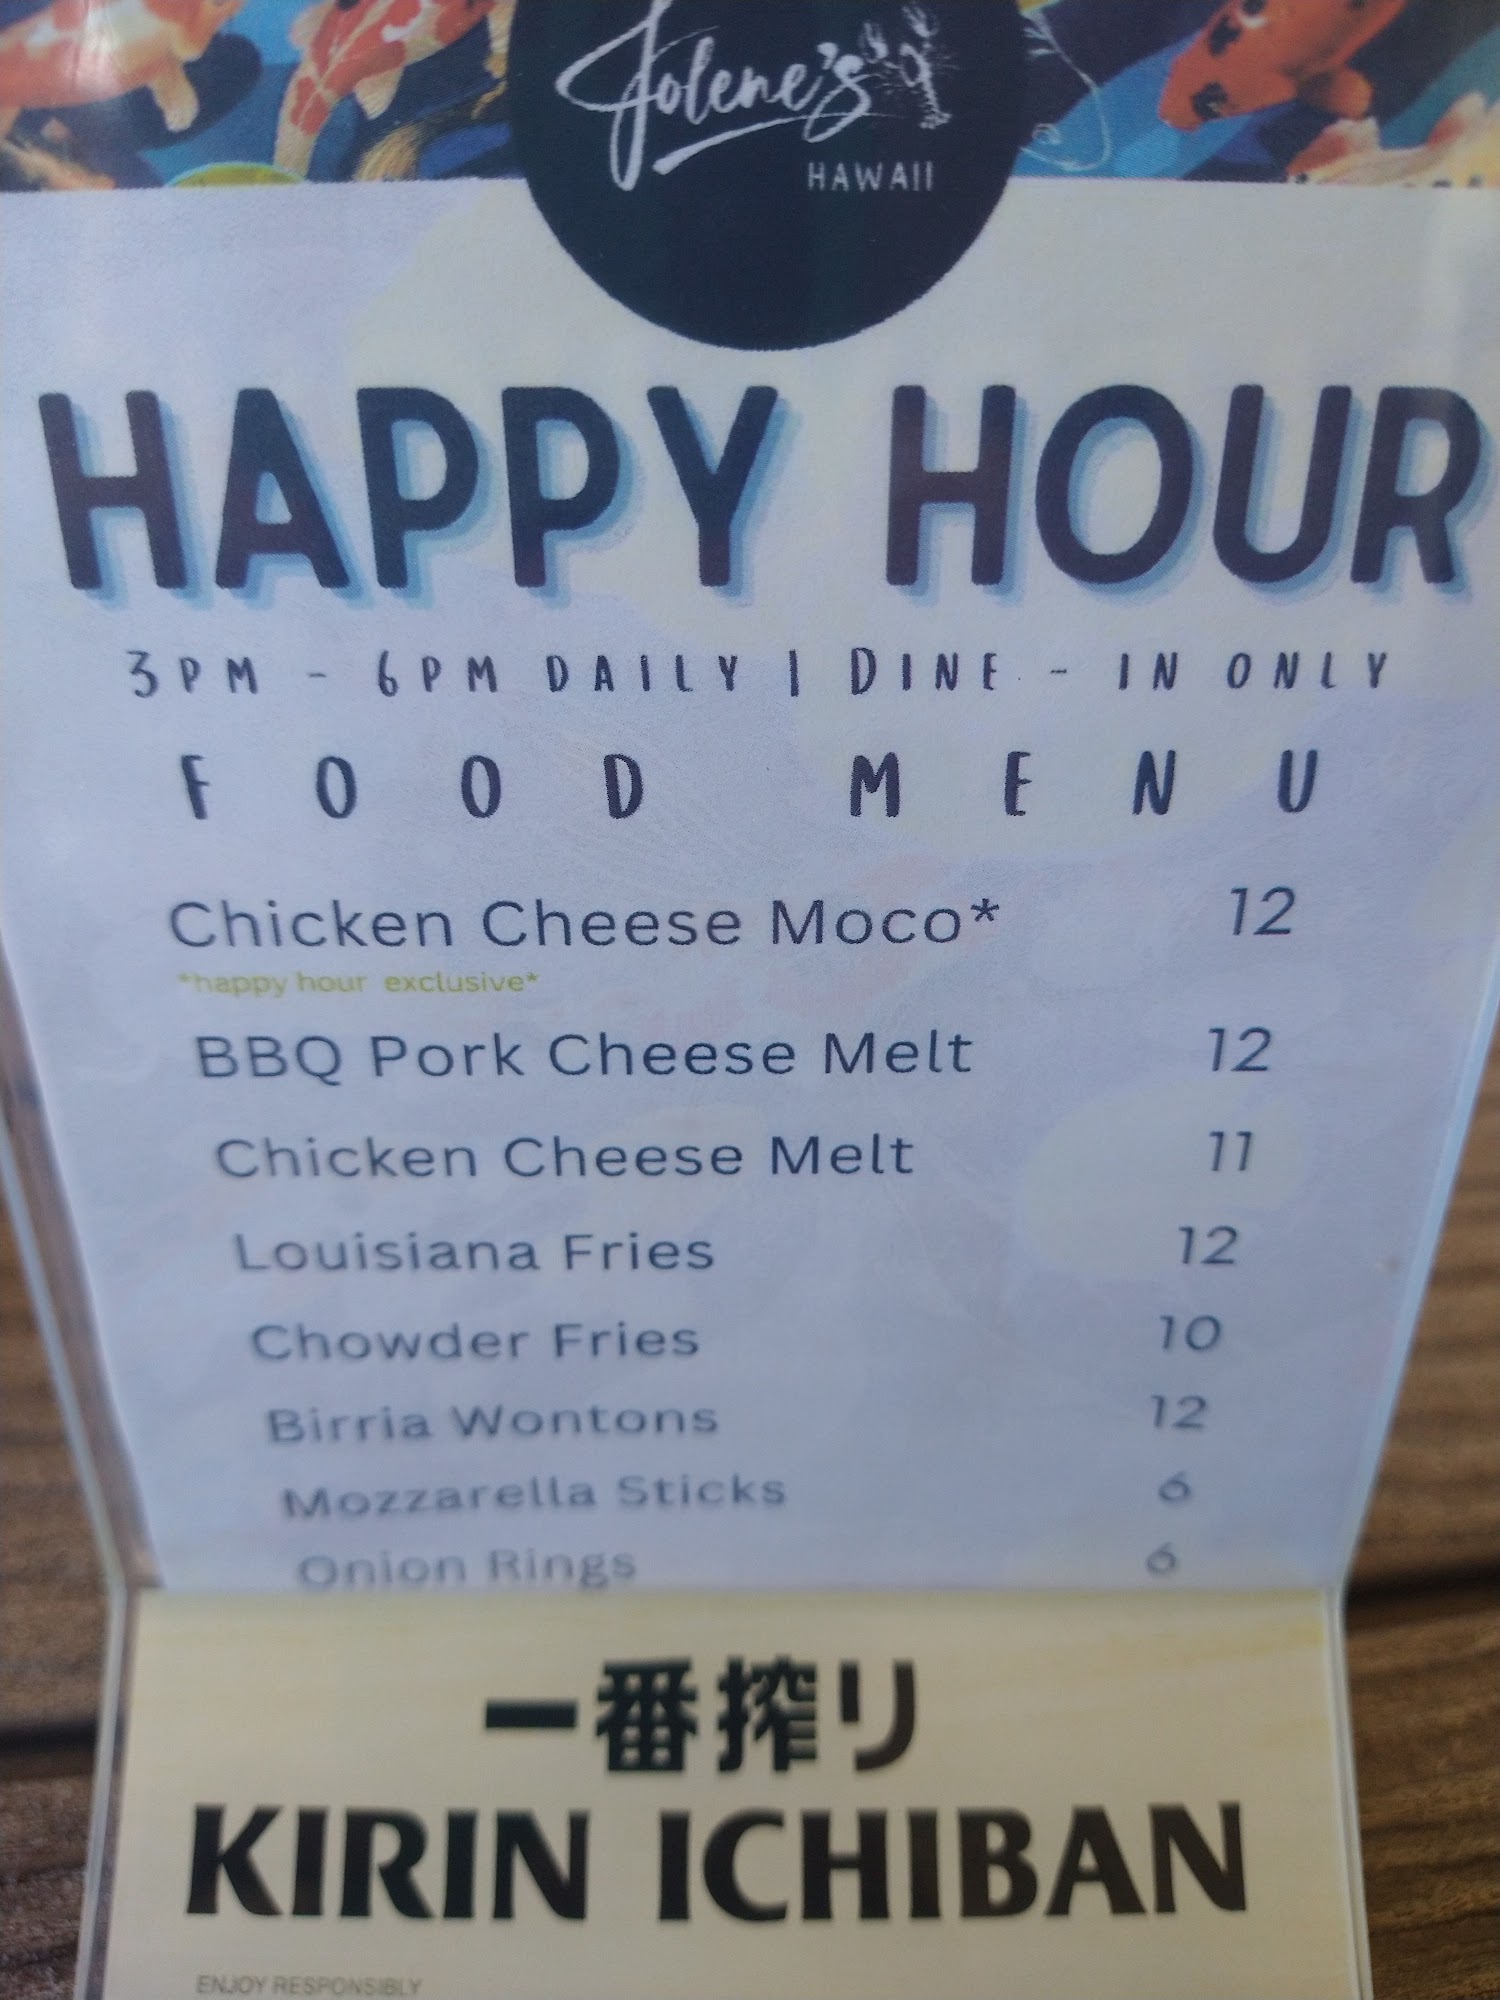 Jolene's
HAWAII
HAPPY HOUR
3PM - 6PM DAILY | DINE - IN ONLY
FOOD MENU
Chicken Cheese Moco* 12
*happy hour exclusive*
BBQ Pork Cheese Melt 12
Chicken Cheese Melt 11
Louisiana Fries 12
Chowder Fries 10
Birria Wontons 12
Mozzarella Sticks 6
Onion Rings 6
一番搾り
KIRIN ICHIBAN
ENJOY RESPONSIBLY